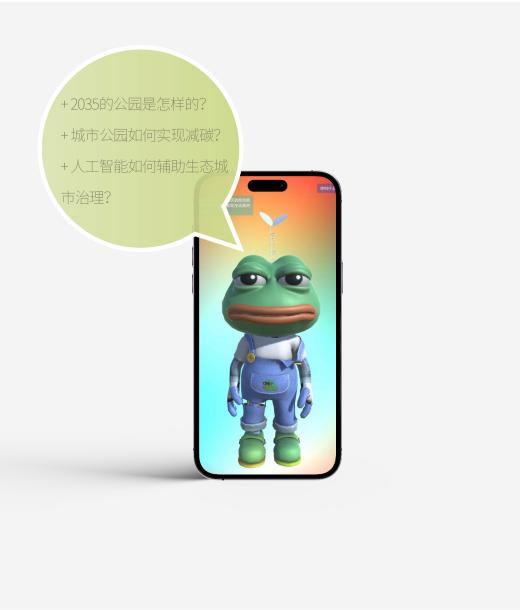 + 2035的公园是怎样的?
+ 城市公园如何实现减碳?
+ 人工智能如何辅助生态城
市治理?